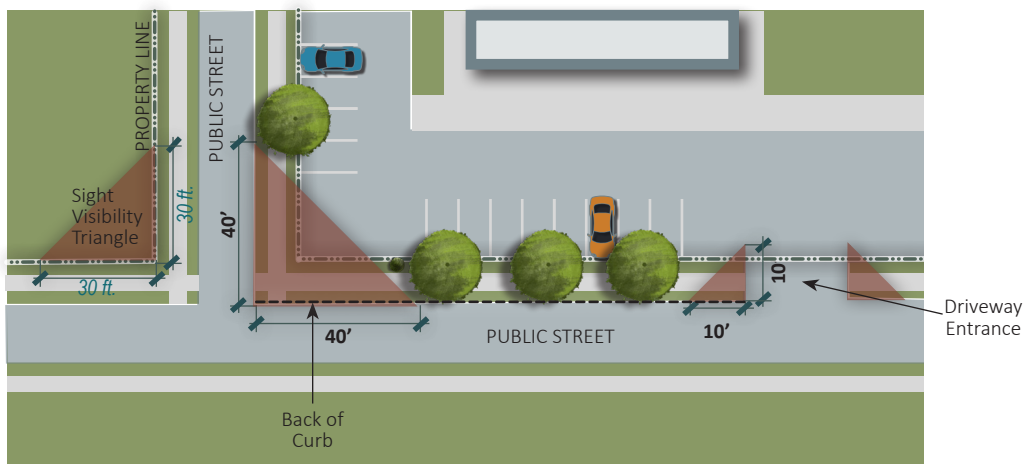 PROPERTY LINE
PUBLIC STREET
Sight
Visibility
Triangle
30 ft.
30 ft.
40’
40’
PUBLIC STREET
10’
10
Driveway
Entrance
Back of
Curb